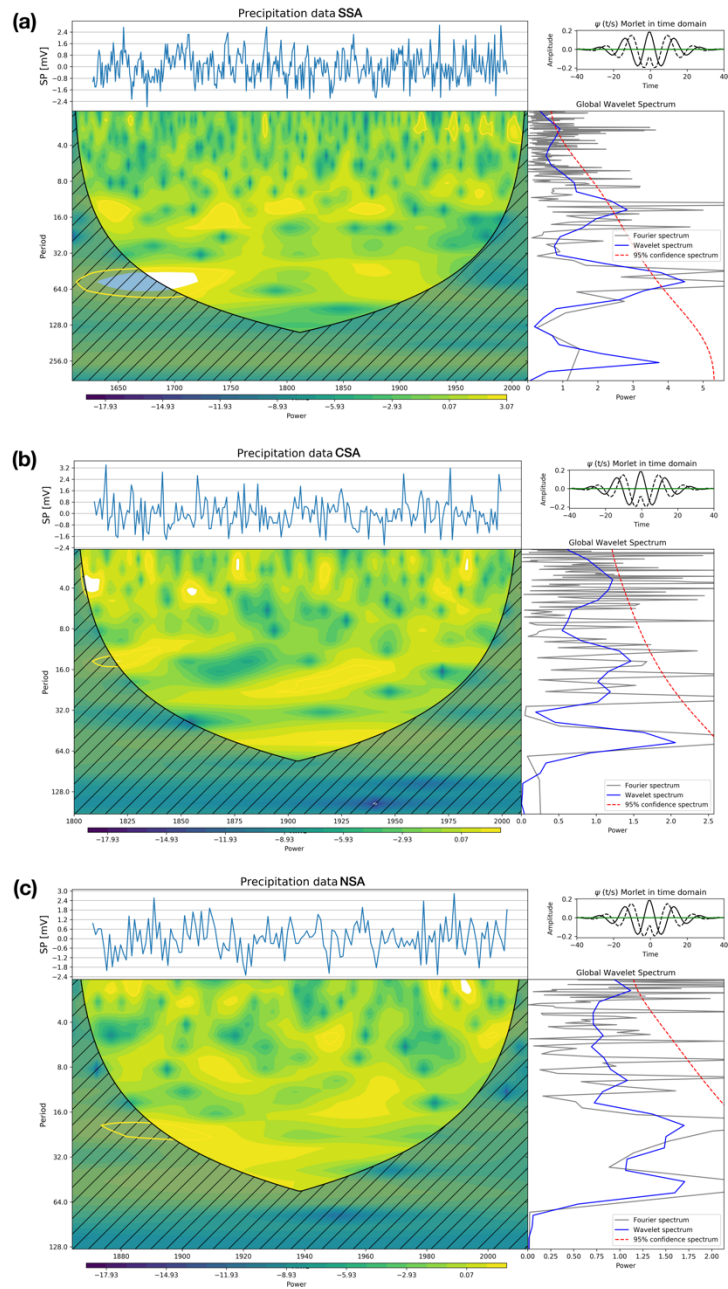 (a)
Precipitation data SSA
SP [mV]
2.4
1.6
0.8
0.0
−0.8
−1.6
−2.4
ψ (t/s) Morlet in time domain
Amplitude
0.2
0.0
−0.2
−40 −20 0 20 40
Time
Period
4.0
8.0
16.0
32.0
64.0
128.0
256.0
1650 1700 1750 1800 1850 1900 1950 2000
−17.93 −14.93 −11.93 −8.93 −5.93 −2.93 0.07 3.07
Power
Global Wavelet Spectrum
Fourier spectrum
Wavelet spectrum
95% confidence spectrum
0 1 2 3 4 5
Power
(b)
Precipitation data CSA
SP [mV]
3.2
2.4
1.6
0.8
0.0
−0.8
−1.6
−2.4
ψ (t/s) Morlet in time domain
Amplitude
0.2
0.0
−0.2
−40 −20 0 20 40
Time
Period
4.0
8.0
16.0
32.0
64.0
128.0
1800 1825 1850 1875 1900 1925 1950 1975 2000
−17.93 −14.93 −11.93 −8.93 −5.93 −2.93 0.07
Power
Global Wavelet Spectrum
Fourier spectrum
Wavelet spectrum
95% confidence spectrum
0.0 0.5 1.0 1.5 2.0 2.5
Power
(c)
Precipitation data NSA
SP [mV]
3.0
2.4
1.8
1.2
0.6
0.0
−0.6
−1.2
−1.8
−2.4
ψ (t/s) Morlet in time domain
Amplitude
0.2
0.0
−0.2
−40 −20 0 20 40
Time
Period
4.0
8.0
16.0
32.0
64.0
128.0
1880 1900 1920 1940 1960 1980 2000
−17.93 −14.93 −11.93 −8.93 −5.93 −2.93 0.07
Power
Global Wavelet Spectrum
Fourier spectrum
Wavelet spectrum
95% confidence spectrum
0.00 0.25 0.50 0.75 1.00 1.25 1.50 1.75 2.00
Power